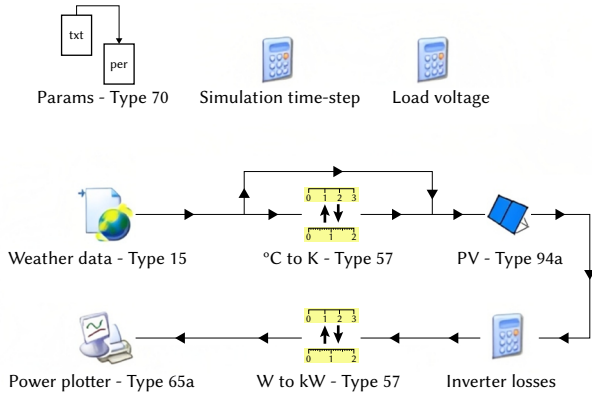 txt
per
Params - Type 70
Simulation time-step
Load voltage
0 1 2 3
0 1 2
Weather data - Type 15
°C to K - Type 57
PV - Type 94a
0 1 2 3
0 1 2
Power plotter - Type 65a
W to kW - Type 57
Inverter losses